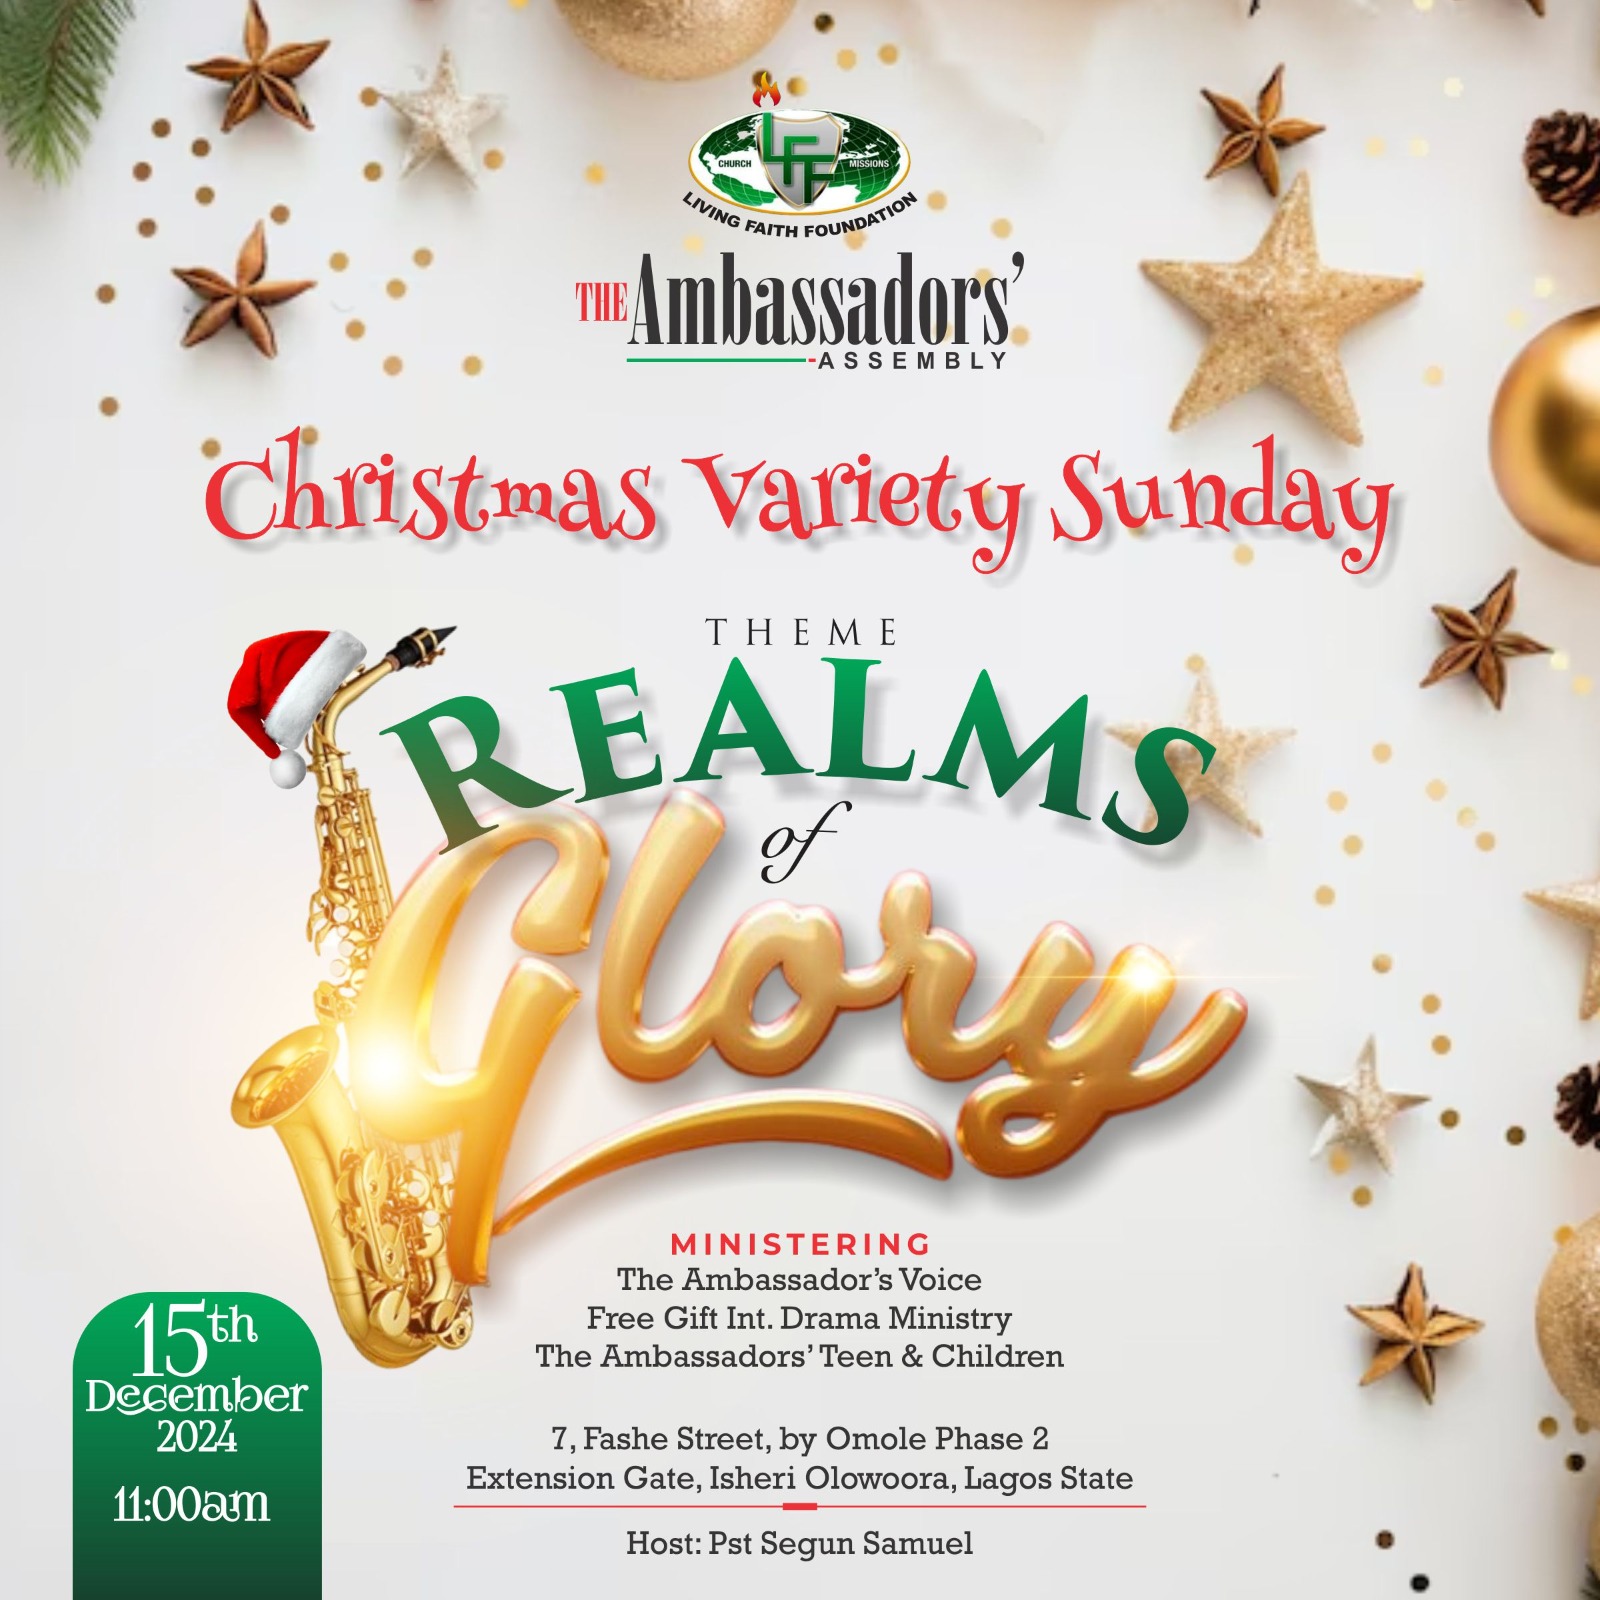 LFF
CHURCH MISSIONS
LIVING FAITH FOUNDATION
THE Ambassadors’
ASSEMBLY
Christmas Variety Sunday
THEME
REALMS
of
Glory
MINISTERING
The Ambassador’s Voice
Free Gift Int. Drama Ministry
The Ambassadors’ Teen & Children
15th
December
2024
11:00am
7, Fashe Street, by Omole Phase 2
Extension Gate, Isheri Olowoora, Lagos State
Host: Pst Segun Samuel